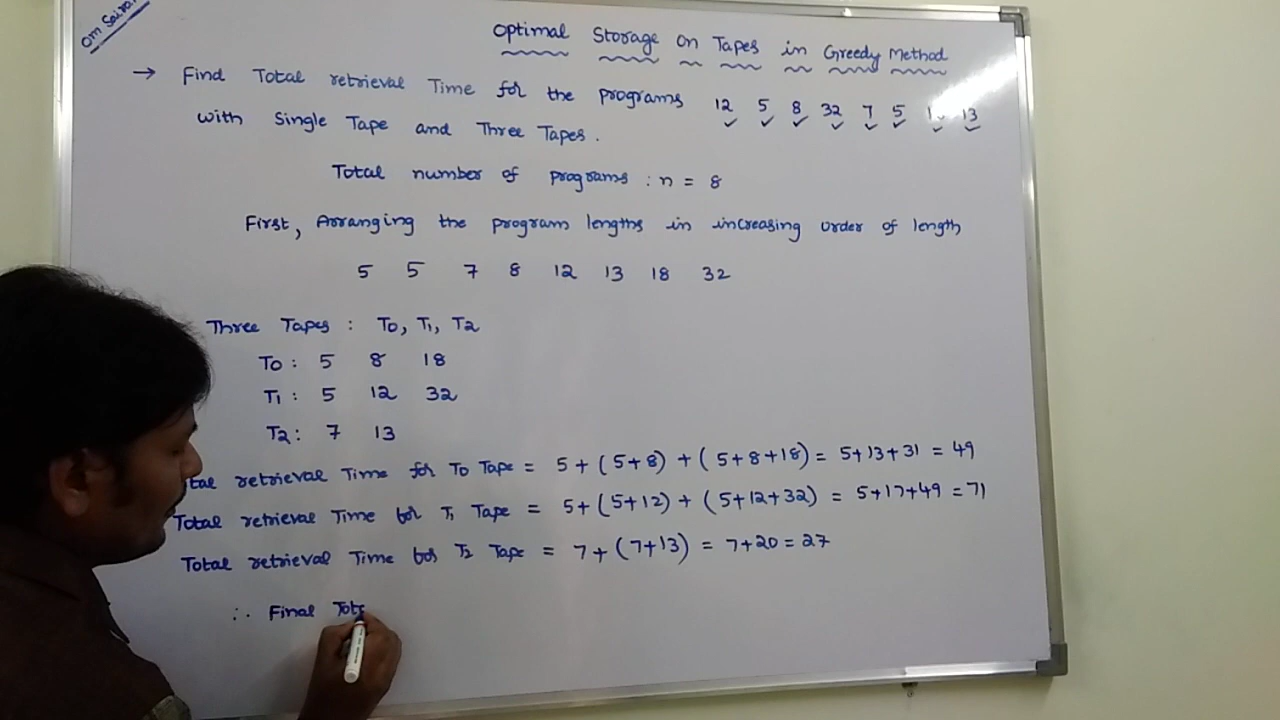 Om Sairam
Optimal Storage On Tapes in Greedy Method
→ Find Total retrieval Time for the programs 12 5 8 32 7 5 13
with Single Tape and Three Tapes.
Total number of programs : n = 8
First, Arranging the program lengths in increasing order of length
5 5 7 8 12 13 18 32
Three Tapes : T0, T1, T2
T0 : 5 8 18
T1 : 5 12 32
T2 : 7 13
tal retrieval Time for T0 Tape = 5 + (5+8) + (5+8+18) = 5+13+31 = 49
Total retrieval Time for T1 Tape = 5 + (5+12) + (5+12+32) = 5+17+49 = 71
Total retrieval Time for T2 Tape = 7 + (7+13) = 7+20 = 27
∴ Final Tota